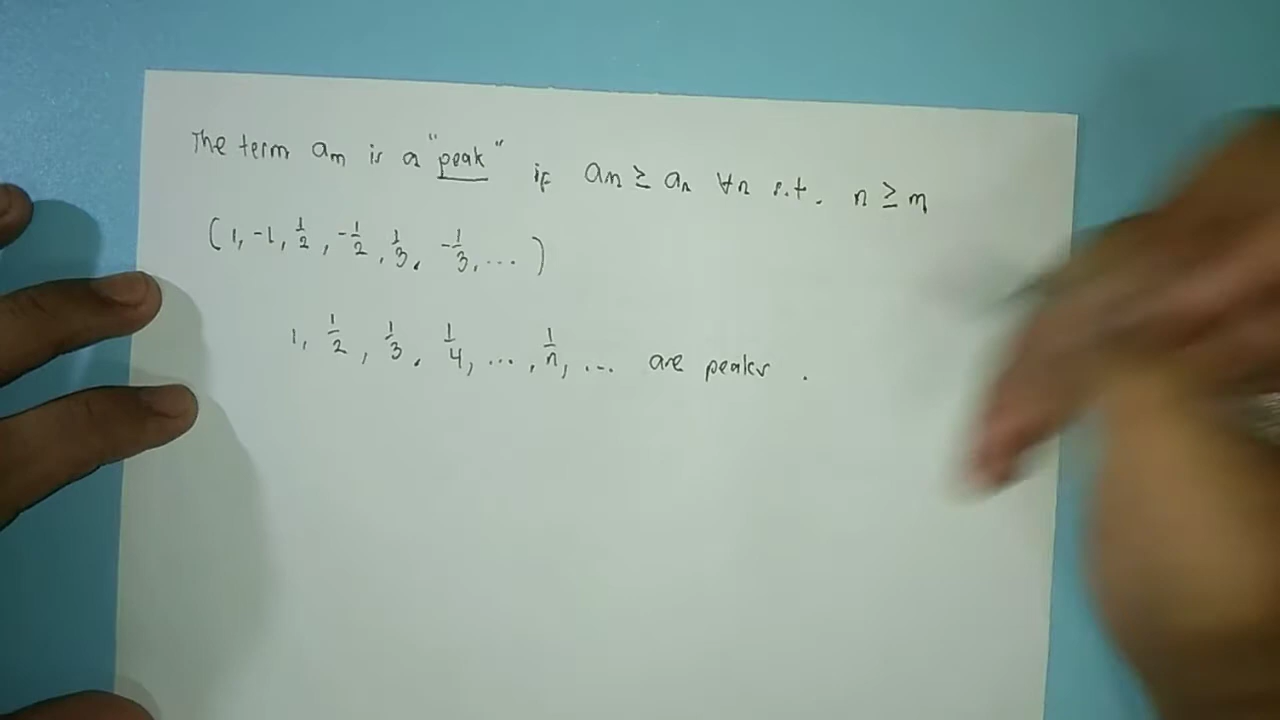 The term aₘ is a "peak" if aₘ ≥ aₙ ∀n s.t. n ≥ m
(1, -1, 1/2, -1/2, 1/3, -1/3, ...)
1, 1/2, 1/3, 1/4, ..., 1/n, ... are peaks.